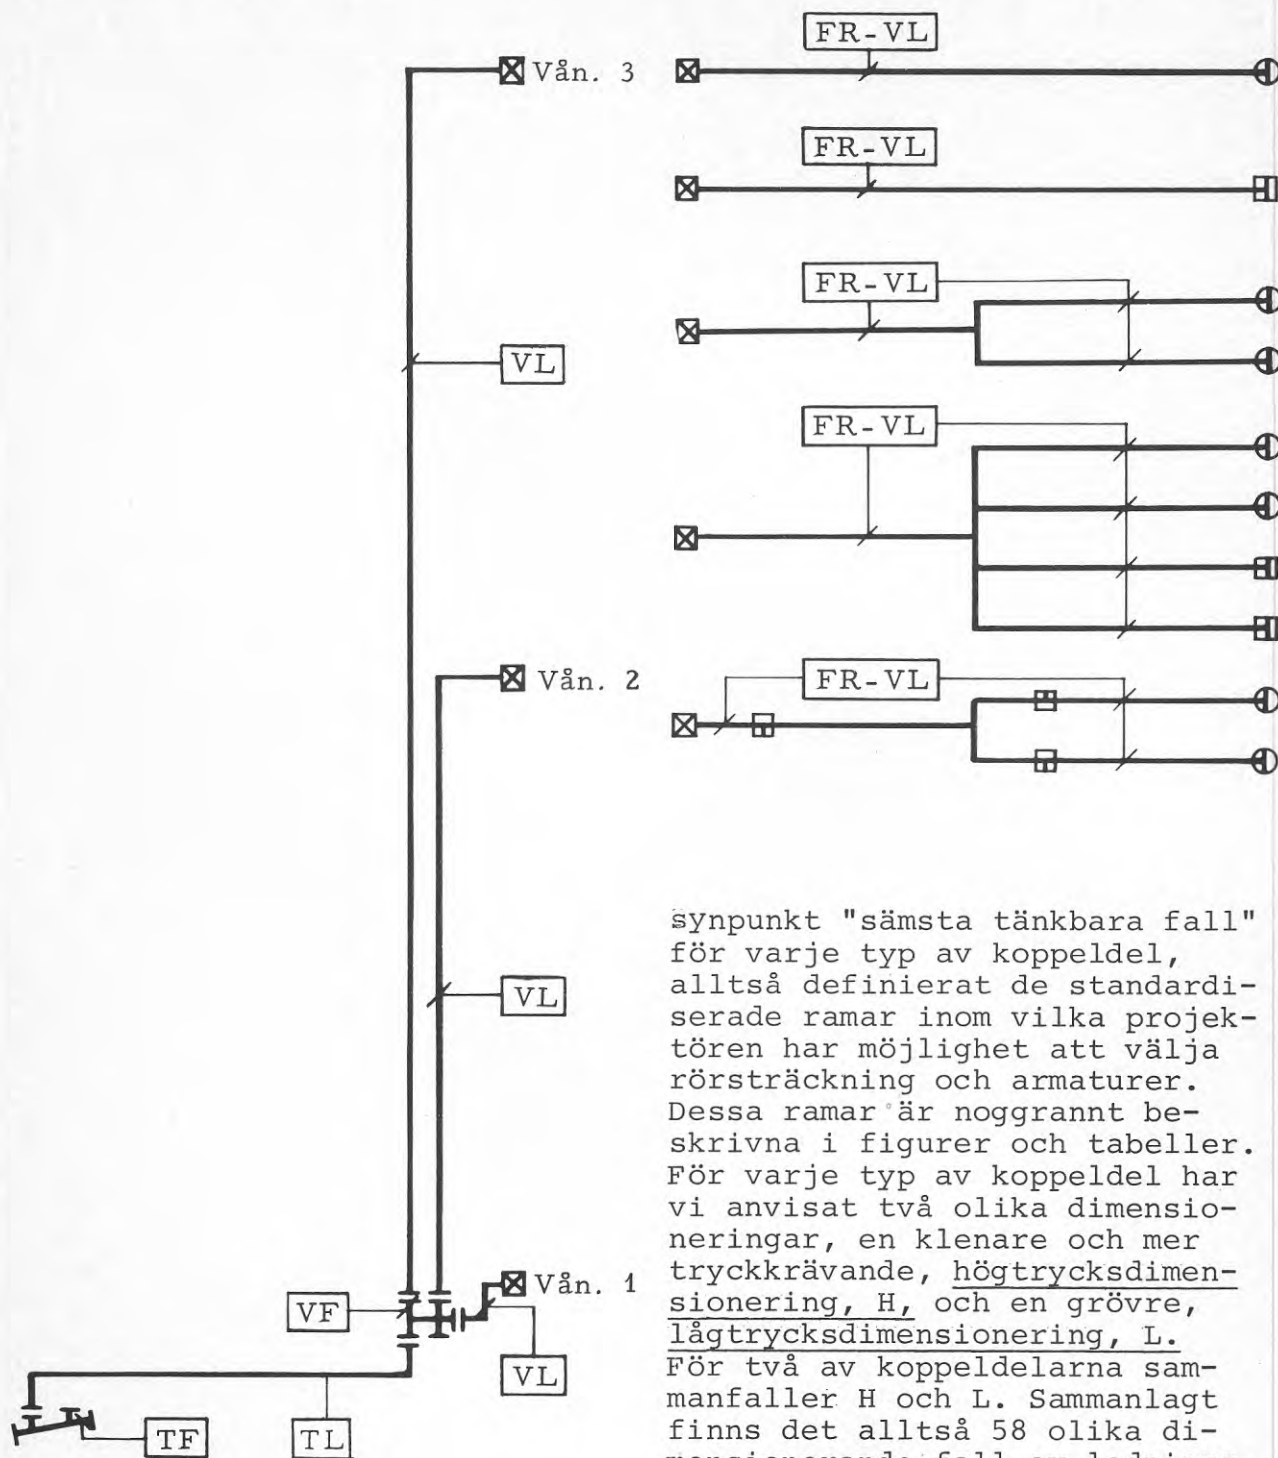 FR-VL
Vån. 3
FR-VL
FR-VL
VL
FR-VL
Vån. 2
FR-VL
VL
synpunkt "sämsta tänkbara fall"
för varje typ av koppeldel,
alltså definierat de standardi-
serade ramar inom vilka projek-
tören har möjlighet att välja
rörsträckning och armaturer.
Dessa ramar är noggrannt be-
skrivna i figurer och tabeller.
För varje typ av koppeldel har
vi anvisat två olika dimensio-
neringar, en klenare och mer
tryckkrävande, högtrycksdimen-
sionering, H, och en grövre,
lågtrycksdimensionering, L.
För två av koppeldelarna sam-
manfaller H och L. Sammanlagt
finns det alltså 58 olika di-
Vån. 1
VF
VL
TF
TL